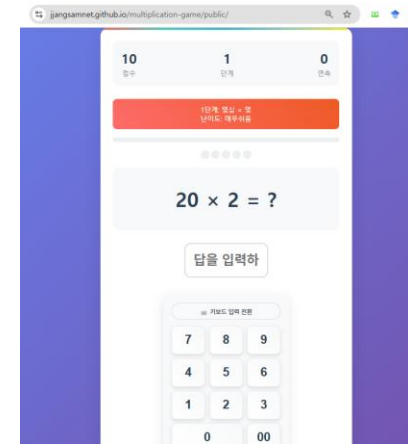 jjangsamnet.github.io/multiplication-game/public/
10 1 0
점수 단계 연속
1단계: 몇십 × 몇
난이도: 매우쉬움
20 × 2 = ?
답을 입력하
키보드 입력 전환
7 8 9
4 5 6
1 2 3
0 00